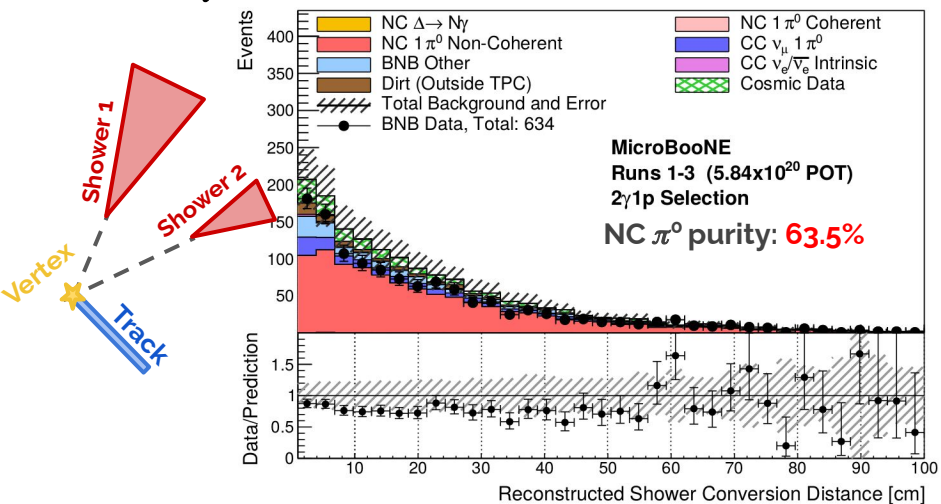 Events
400
350
300
250
200
150
100
50
NC Δ→ Nγ
NC 1 π⁰ Non-Coherent
BNB Other
Dirt (Outside TPC)
Total Background and Error
BNB Data, Total: 634
NC 1 π⁰ Coherent
CC νμ 1 π⁰
CC νe/ν̅e Intrinsic
Cosmic Data
MicroBooNE
Runs 1-3 (5.84x10²⁰ POT)
2γ1p Selection
NC π⁰ purity: 63.5%
Shower 1
Shower 2
Vertex
Track
Data/Prediction
1.5
1
0.5
0
10 20 30 40 50 60 70 80 90 100
Reconstructed Shower Conversion Distance [cm]